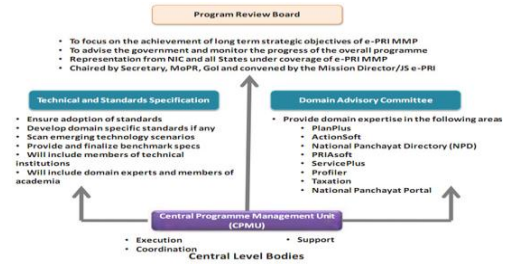 Program Review Board
• To focus on the achievement of long term strategic objectives of e-PRI MMP
• To advise the government and monitor the progress of the overall programme
• Representation from NIC and all States under coverage of e-PRI MMP
• Chaired by Secretary, MoPR, GoI and convened by the Mission Director/JS e-PRI
Technical and Standards Specification
• Ensure adoption of standards
• Develop domain specific standards if any
• Scan emerging technology scenarios
• Provide and finalize benchmark specs
• Will include members of technical
institutions
• Will include domain experts and members of
academia
Domain Advisory Committee
• Provide domain expertise in the following areas
• PlanPlus
• ActionSoft
• National Panchayat Directory (NPD)
• PRIAsoft
• ServicePlus
• Profiler
• Taxation
• National Panchayat Portal
Central Programme Management Unit
(CPMU)
• Execution
• Coordination
• Support
Central Level Bodies